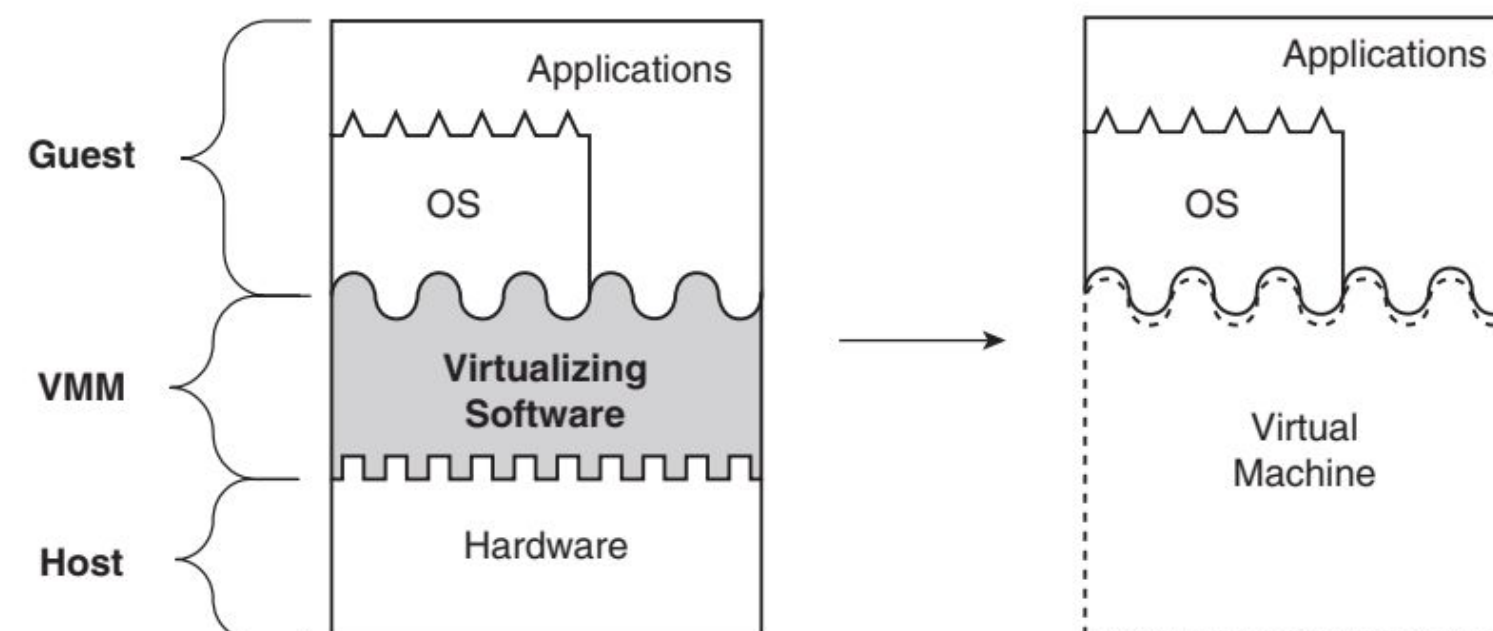 Applications
Applications
Guest
OS
OS
VMM
Virtualizing
Software
Virtual
Machine
Host
Hardware